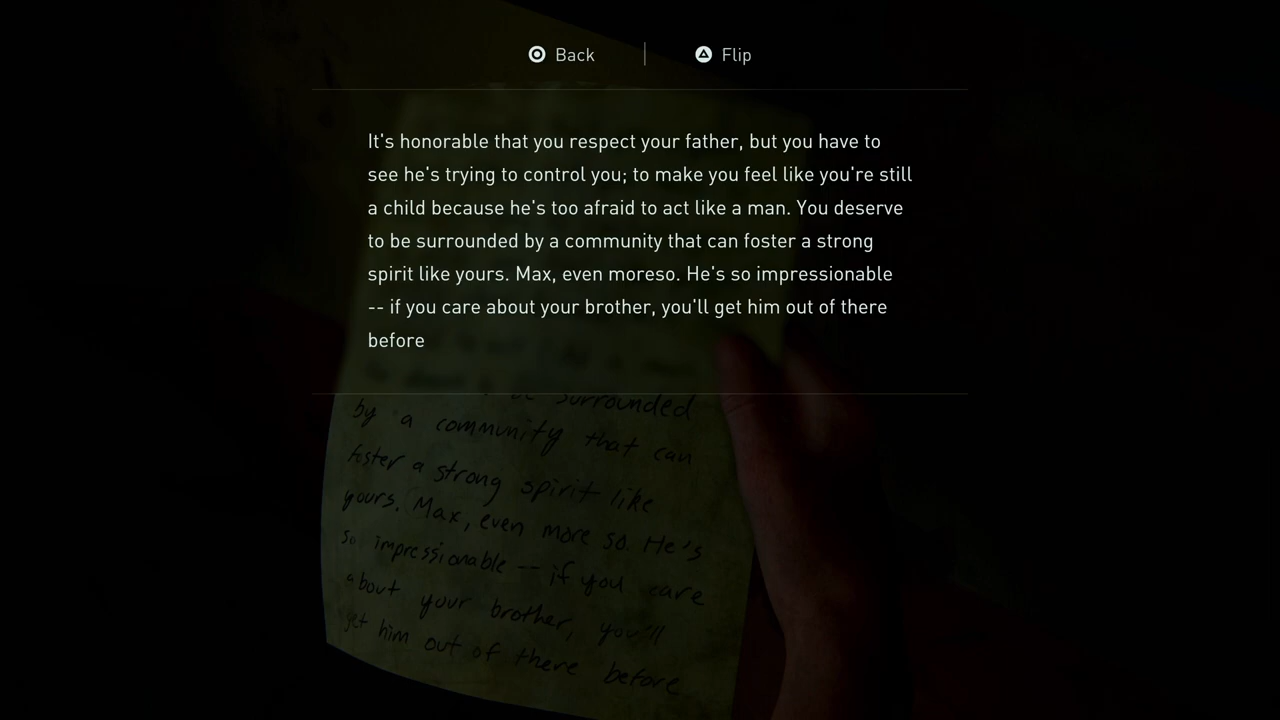 Back
Flip
It's honorable that you respect your father, but you have to
see he's trying to control you; to make you feel like you're still
a child because he's too afraid to act like a man. You deserve
to be surrounded by a community that can foster a strong
spirit like yours. Max, even moreso. He's so impressionable
-- if you care about your brother, you'll get him out of there
before
be surrounded
by a community that can
foster a strong spirit like
yours. Max, even more so. He's
so impressionable -- if you care
about your brother, you'll
get him out of there before